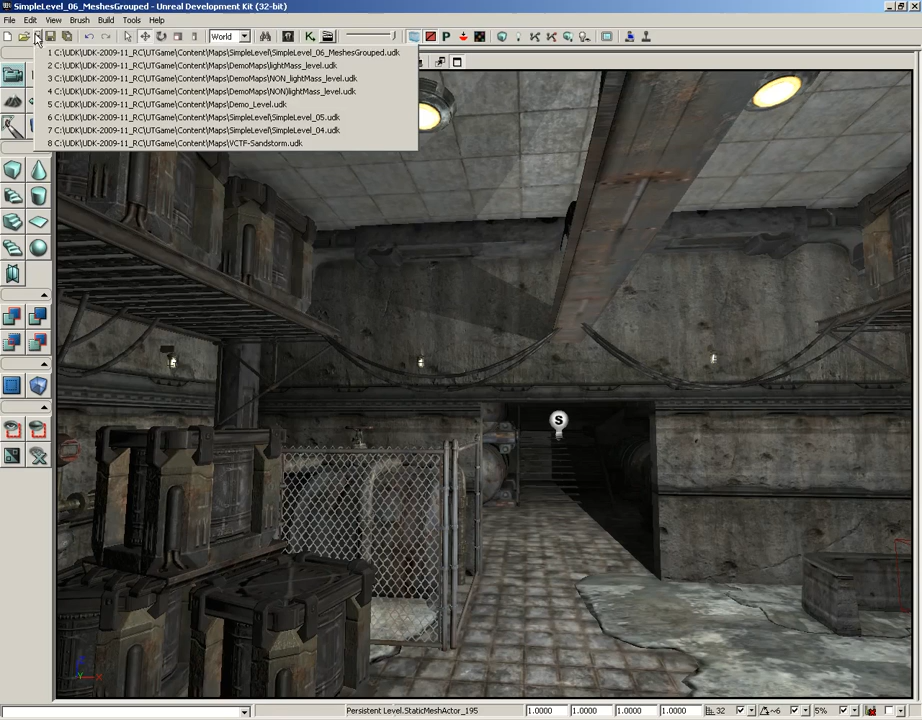 SimpleLevel_06_MeshesGrouped - Unreal Development Kit (32-bit)
File Edit View Brush Build Tools Help
World
1 C:\UDK\UDK-2009-11_RC\UTGame\Content\Maps\SimpleLevel\SimpleLevel_06_MeshesGrouped.udk
2 C:\UDK\UDK-2009-11_RC\UTGame\Content\Maps\DemoMaps\lightMass_level.udk
3 C:\UDK\UDK-2009-11_RC\UTGame\Content\Maps\DemoMaps\NON_lightMass_level.udk
4 C:\UDK\UDK-2009-11_RC\UTGame\Content\Maps\DemoMaps\NON)lightMass_level.udk
5 C:\UDK\UDK-2009-11_RC\UTGame\Content\Maps\Demo_Level.udk
6 C:\UDK\UDK-2009-11_RC\UTGame\Content\Maps\SimpleLevel\SimpleLevel_05.udk
7 C:\UDK\UDK-2009-11_RC\UTGame\Content\Maps\SimpleLevel\SimpleLevel_04.udk
8 C:\UDK\UDK-2009-11_RC\UTGame\Content\Maps\VCTF-Sandstorm.udk
S
Persistent Level.StaticMeshActor_195 1.0000 1.0000 1.0000 1.0000 32 ~6 5%